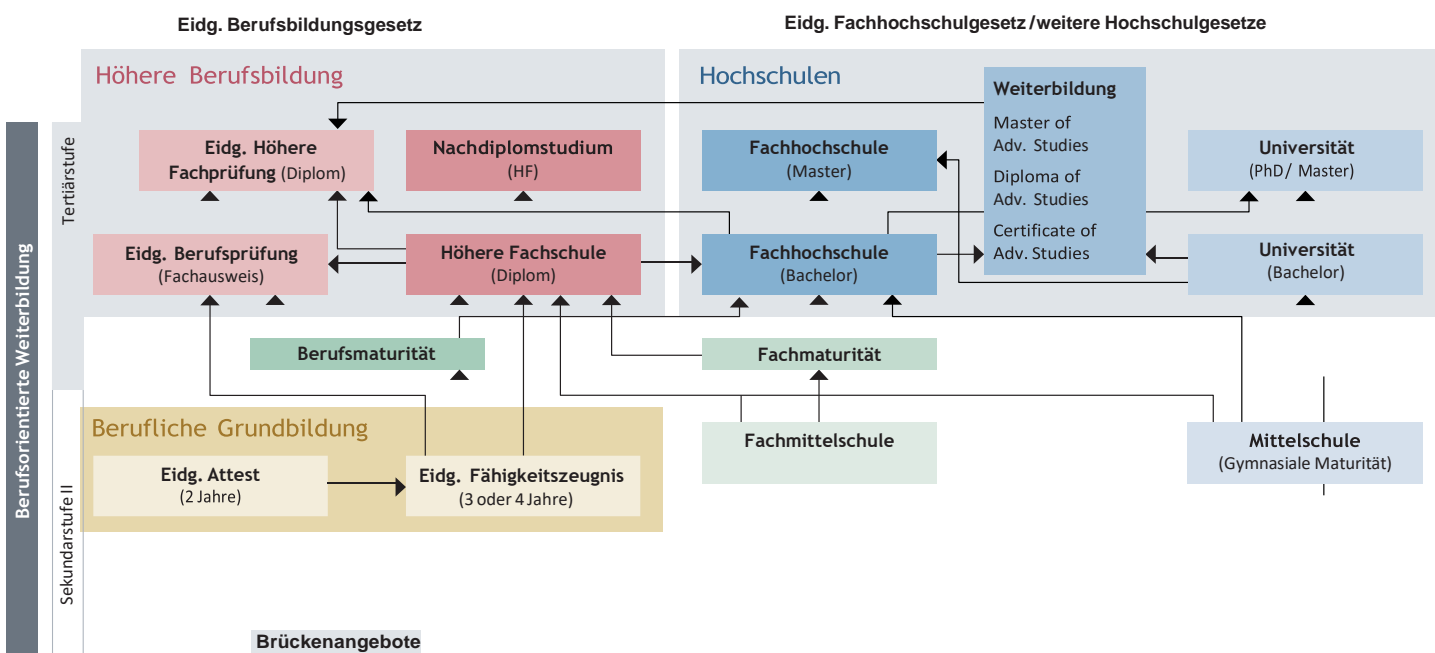 Eidg. Berufsbildungsgesetz
Eidg. Fachhochschulgesetz/weitere Hochschulgesetze
Höhere Berufsbildung
Hochschulen
Berufsorientierte Weiterbildung
Tertiärstufe
Sekundarstufe II
Eidg. Höhere
Fachprüfung (Diplom)
Nachdiplomstudium
(HF)
Fachhochschule
(Master)
Weiterbildung
Master of
Adv. Studies
Diploma of
Adv. Studies
Certificate of
Adv. Studies
Universität
(PhD/ Master)
Eidg. Berufsprüfung
(Fachausweis)
Höhere Fachschule
(Diplom)
Fachhochschule
(Bachelor)
Universität
(Bachelor)
Berufsmaturität
Fachmaturität
Berufliche Grundbildung
Eidg. Attest
(2 Jahre)
Eidg. Fähigkeitszeugnis
(3 oder 4 Jahre)
Fachmittelschule
Mittelschule
(Gymnasiale Maturität)
Brückenangebote